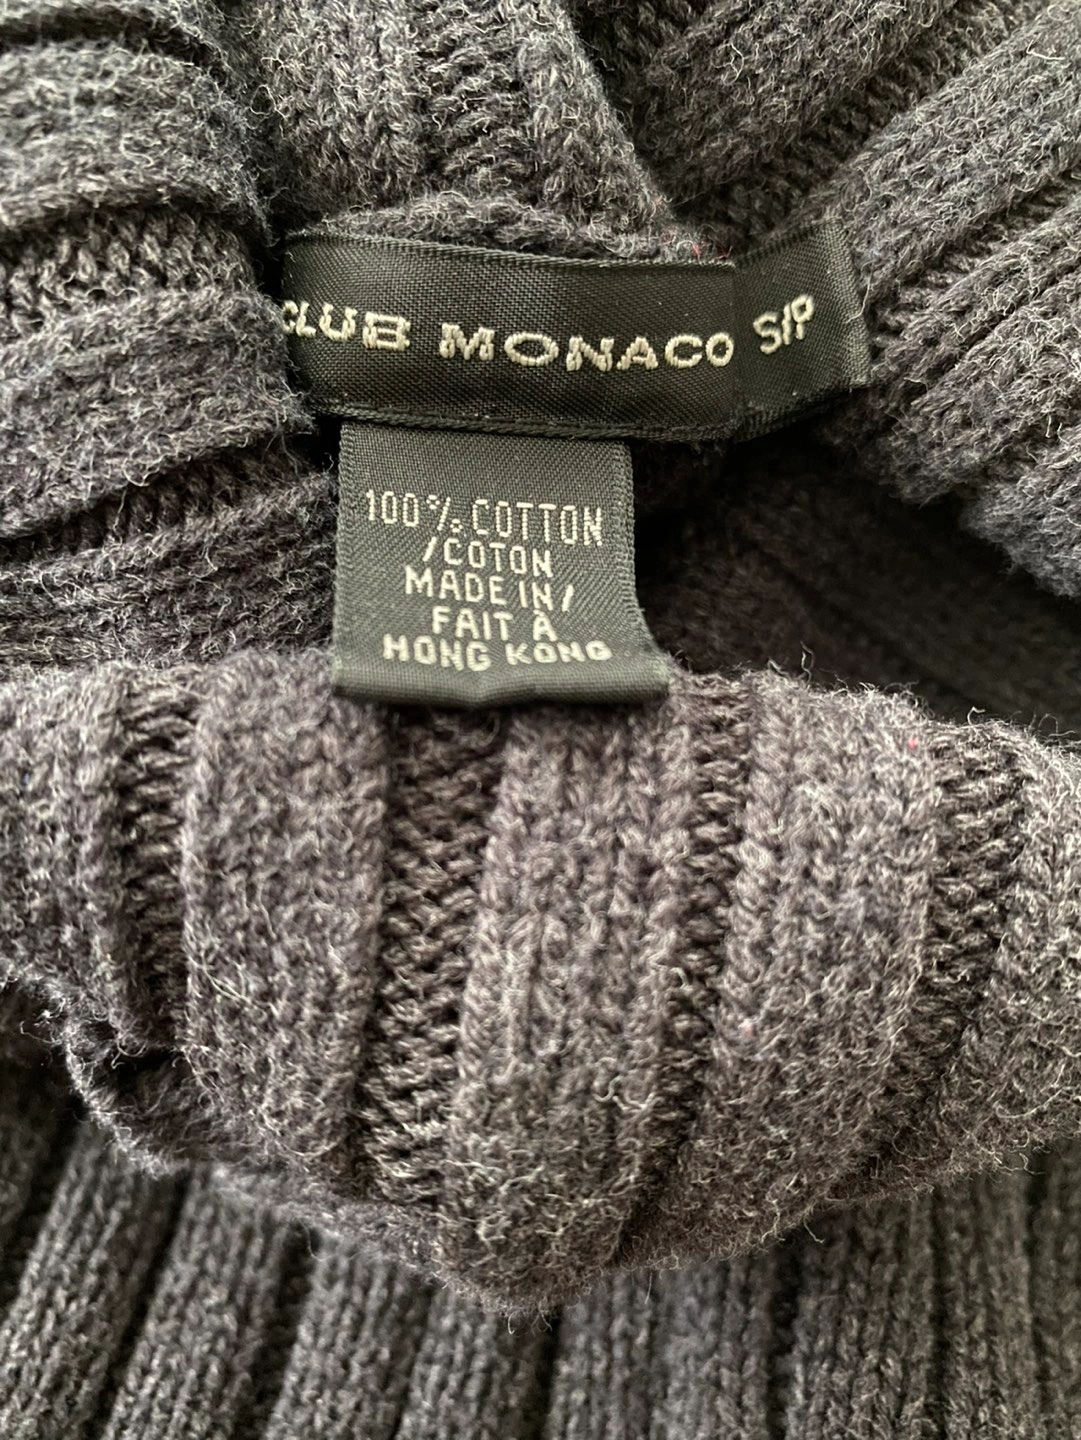 CLUB MONACO S/P
100% COTTON
/COTON
MADE IN/
FAIT À
HONG KONG